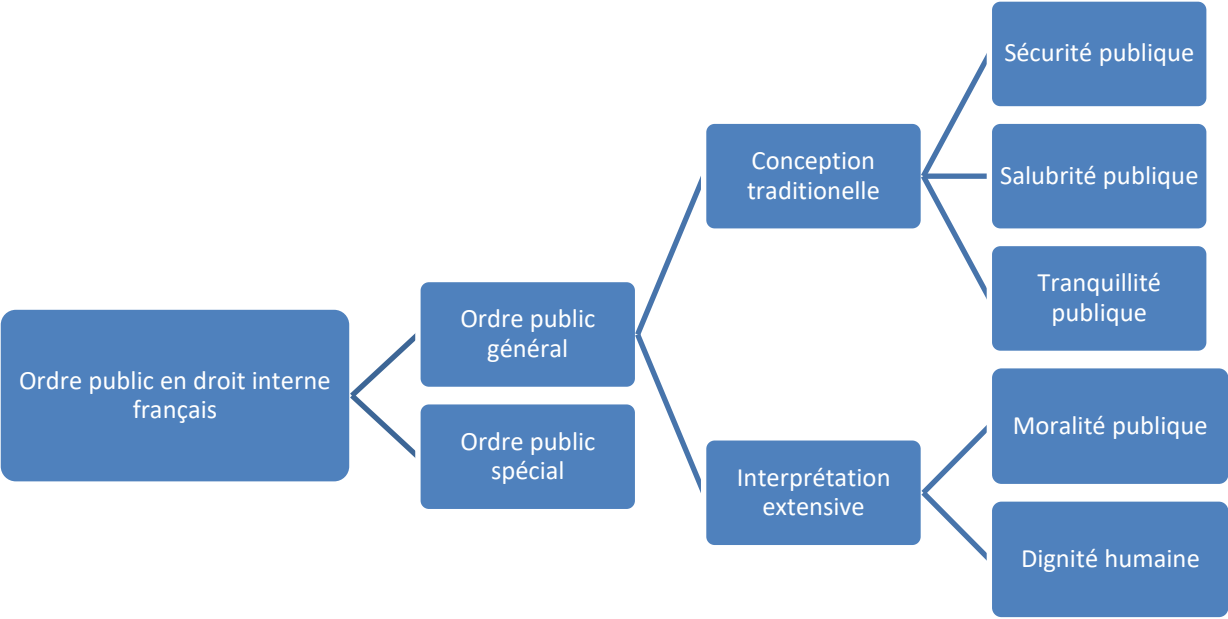 Ordre public en droit interne
français
Ordre public
général
Ordre public
spécial
Conception
traditionelle
Interprétation
extensive
Sécurité publique
Salubrité publique
Tranquillité
publique
Moralité publique
Dignité humaine